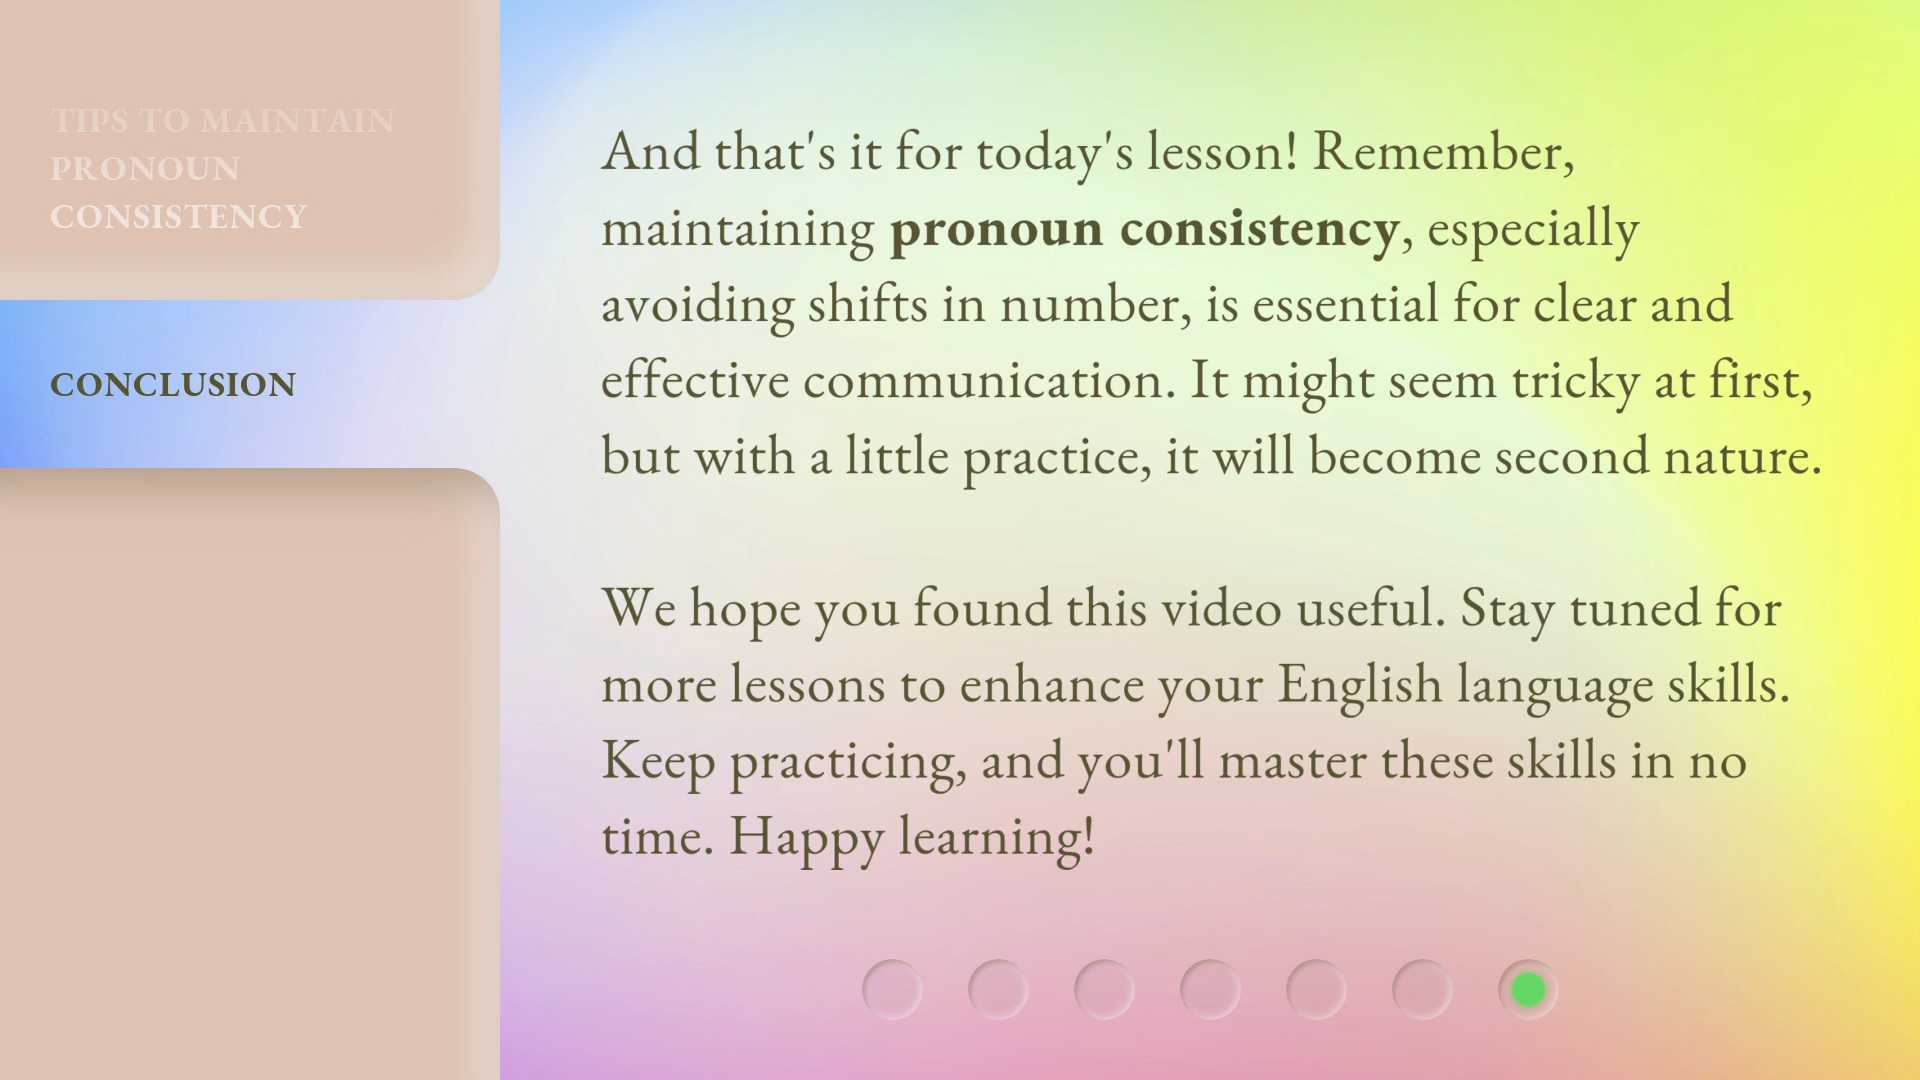 TIPS TO MAINTAIN
PRONOUN
CONSISTENCY
CONCLUSION
And that's it for today's lesson! Remember,
maintaining pronoun consistency, especially
avoiding shifts in number, is essential for clear and
effective communication. It might seem tricky at first,
but with a little practice, it will become second nature.
We hope you found this video useful. Stay tuned for
more lessons to enhance your English language skills.
Keep practicing, and you'll master these skills in no
time. Happy learning!